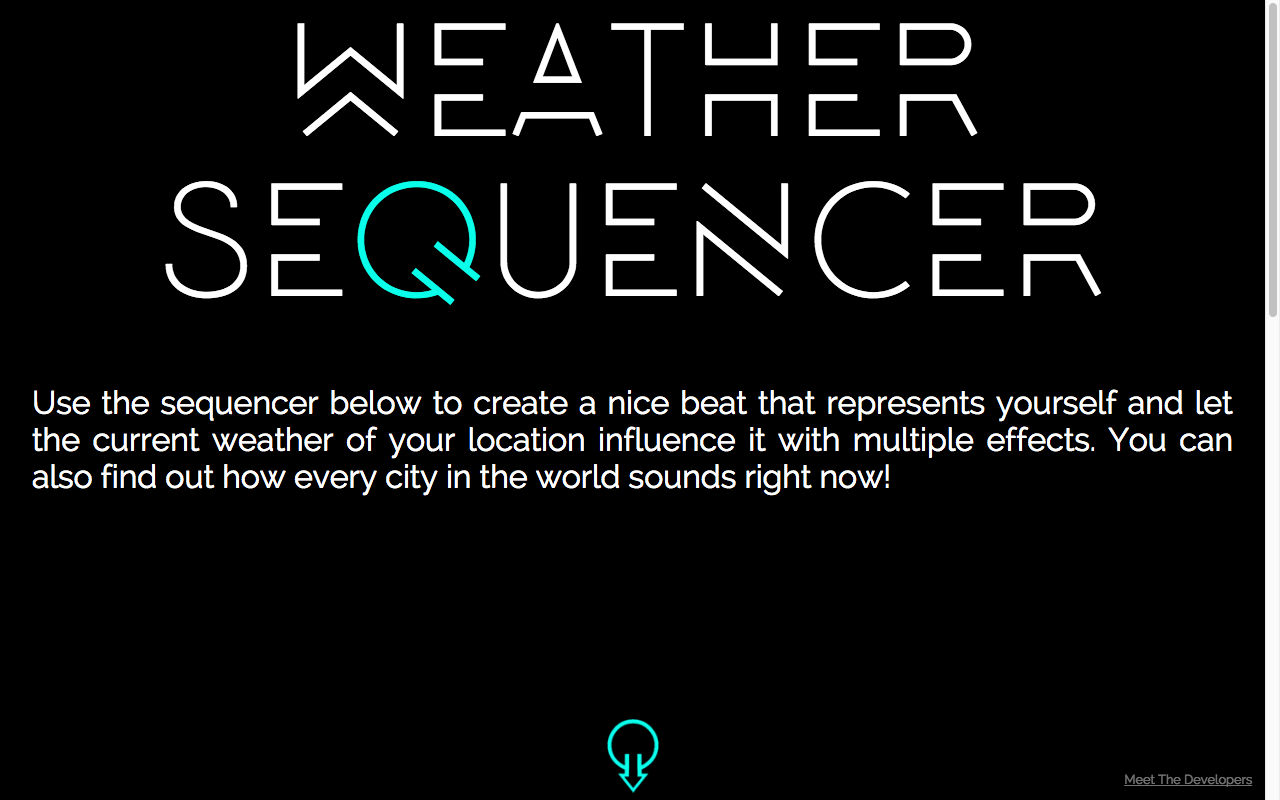 WEATHER
SEQUENCER
Use the sequencer below to create a nice beat that represents yourself and let
the current weather of your location influence it with multiple effects. You can
also find out how every city in the world sounds right now!
Meet The Developers